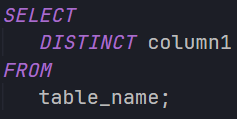 SELECT
    DISTINCT column1
FROM
    table_name;